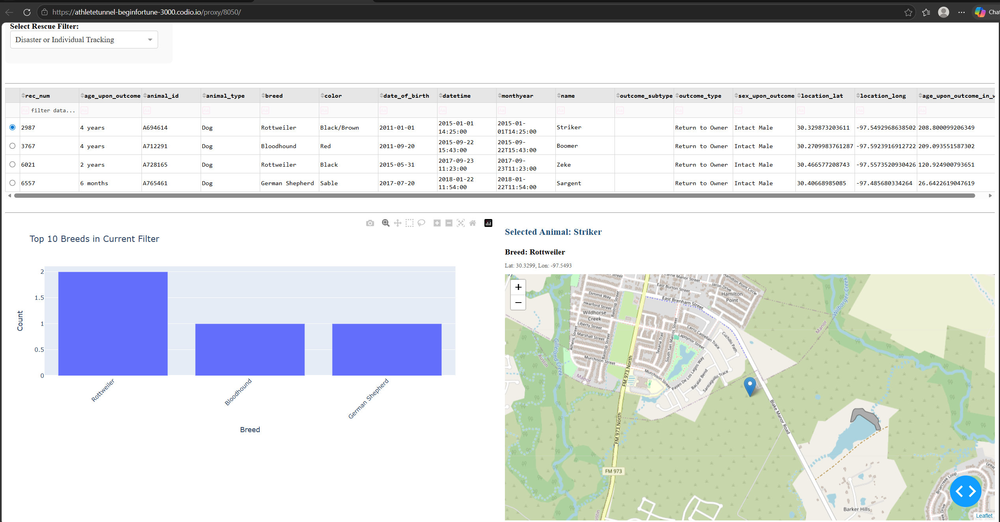 https://athletetunnel-beginfortune-3000.codio.io/proxy/8050/
Select Rescue Filter:
Disaster or Individual Tracking
rec_num age_upon_outcome animal_id animal_type breed color date_of_birth datetime monthyear name outcome_subtype outcome_type sex_upon_outcome location_lat location_long age_upon_outcome_in_w
filter data...
2987 4 years A694614 Dog Rottweiler Black/Brown 2011-01-01 2015-01-01 14:25:00 2015-01-01T14:25:00 Striker Return to Owner Intact Male 30.329873203611 -97.5492968638502 208.800099206349
3767 4 years A712291 Dog Bloodhound Red 2011-09-20 2015-09-22 15:43:00 2015-09-22T15:43:00 Boomer Return to Owner Intact Male 30.2709983761287 -97.5923916912722 209.093551587302
6021 2 years A728165 Dog Rottweiler Black 2015-05-31 2017-09-23 11:23:00 2017-09-23T11:23:00 Zeke Return to Owner Intact Male 30.466577208743 -97.5573520930426 120.924900793651
6557 6 months A765461 Dog German Shepherd Sable 2017-07-20 2018-01-22 11:54:00 2018-01-22T11:54:00 Sargent Return to Owner Intact Male 30.40668985085 -97.485680334264 26.6422619047619
Top 10 Breeds in Current Filter
2
1.5
1
0.5
0
Count
Rottweiler
Bloodhound
German Shepherd
Breed
Selected Animal: Striker
Breed: Rottweiler
Lat: 30.3299, Lon: -97.5493
+
−
Carrie Manor Street
East Burton Street
Jaron Drive
Hamilton Point Circle
Hamilton Point
East Brenham Street
Dimmit Way
Hearford Street
Bastrop Street
Wildhorse Creek
Liberty Street
Marshall Street
Athens Street
Bastrop Street
Texana Trail
South San Marcos Street
Cerro Castellan Trace
Lapoynor Street
Cuchillo Path
Wilbarger Creek
Manor
Gilleland Creek
Austin
Manor
Murchison Street
Murchison Street
FM 973 North
Paseo De Los Lagos Way
Bacalar Bend
Santiaguillo Trace
Blake Manor Road
FM 973 North
FM 973
Briarcreek Loop
Barker Hills
Leaflet